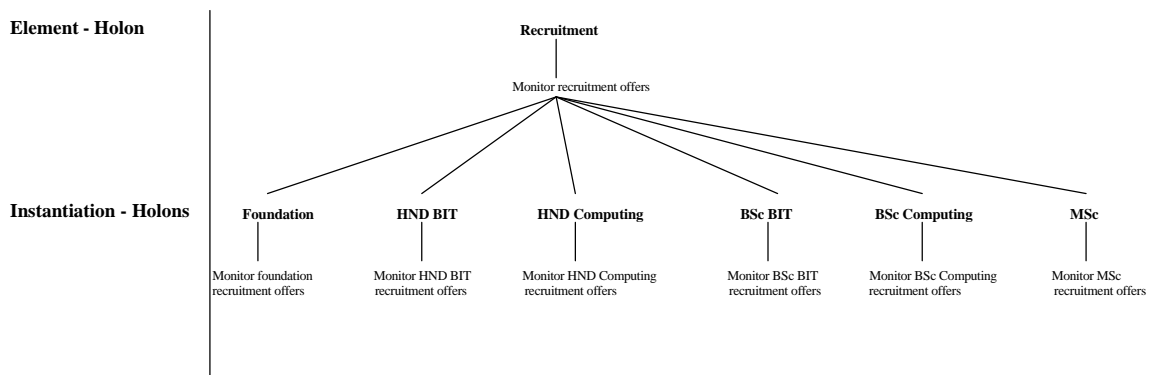 Element - Holon
Recruitment
Monitor recruitment offers
Instantiation - Holons
Foundation
HND BIT
HND Computing
BSc BIT
BSc Computing
MSc
Monitor foundation
recruitment offers
Monitor HND BIT
recruitment offers
Monitor HND Computing
recruitment offers
Monitor BSc BIT
recruitment offers
Monitor BSc Computing
recruitment offers
Monitor MSc
recruitment offers